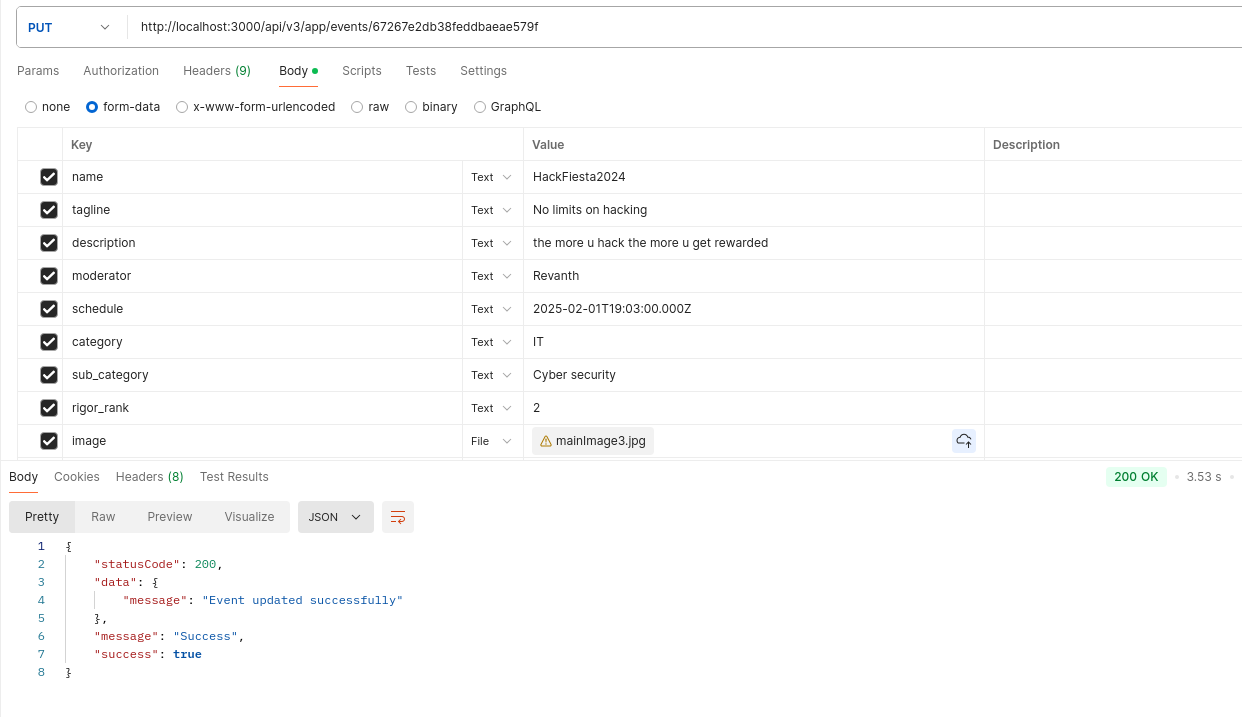 PUT http://localhost:3000/api/v3/app/events/67267e2db38feddbaeae579f
Params Authorization Headers (9) Body Scripts Tests Settings
none form-data x-www-form-urlencoded raw binary GraphQL
Key Value Description
name Text HackFiesta2024
tagline Text No limits on hacking
description Text the more u hack the more u get rewarded
moderator Text Revanth
schedule Text 2025-02-01T19:03:00.000Z
category Text IT
sub_category Text Cyber security
rigor_rank Text 2
image File mainImage3.jpg
Body Cookies Headers (8) Test Results 200 OK 3.53 s
Pretty Raw Preview Visualize JSON
1 {
2 "statusCode": 200,
3 "data": {
4 "message": "Event updated successfully"
5 },
6 "message": "Success",
7 "success": true
8 }